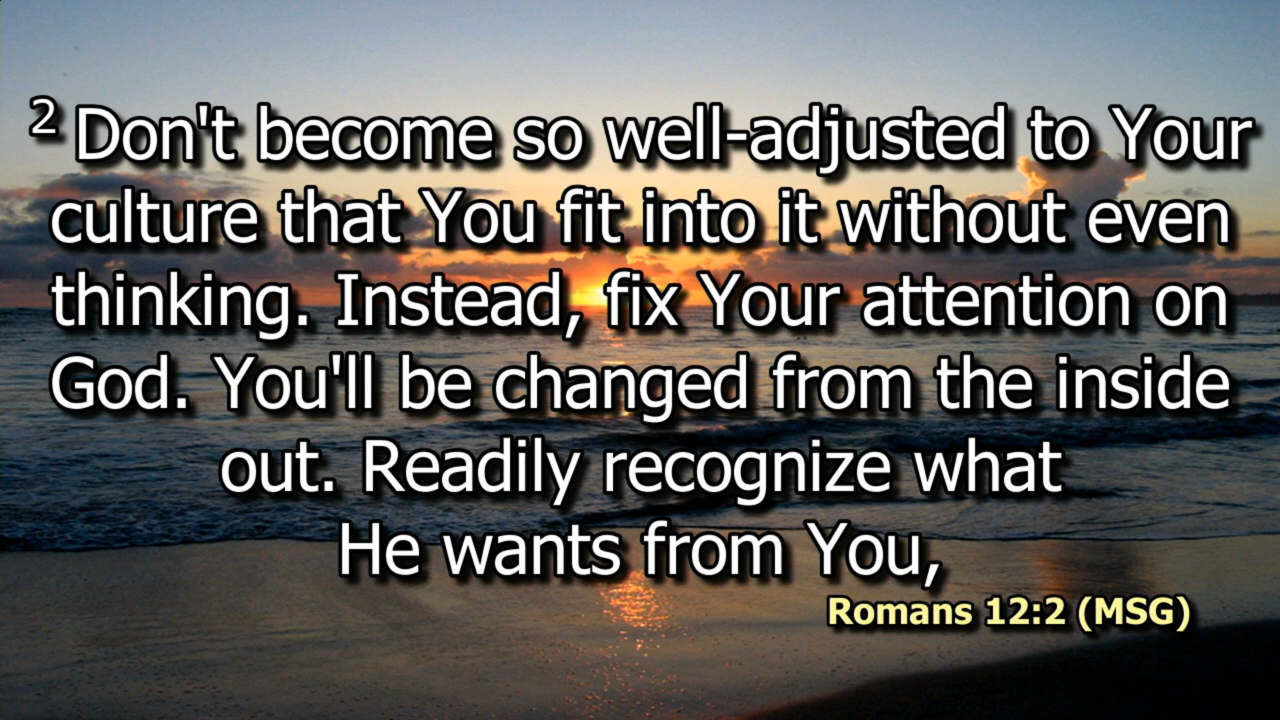 2 Don't become so well-adjusted to Your
culture that You fit into it without even
thinking. Instead, fix Your attention on
God. You'll be changed from the inside
out. Readily recognize what
He wants from You,
Romans 12:2 (MSG)